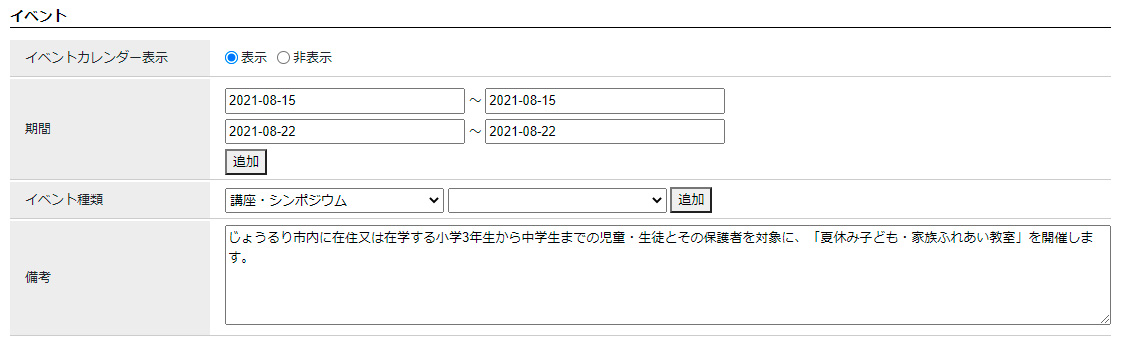 イベント
イベントカレンダー表示 表示 非表示
期間 2021-08-15 ～ 2021-08-15
2021-08-22 ～ 2021-08-22
追加
イベント種類 講座・シンポジウム 追加
備考 じょうるり市内に在住又は在学する小学3年生から中学生までの児童・生徒とその保護者を対象に、「夏休み子ども・家族ふれあい教室」を開催しま
す。